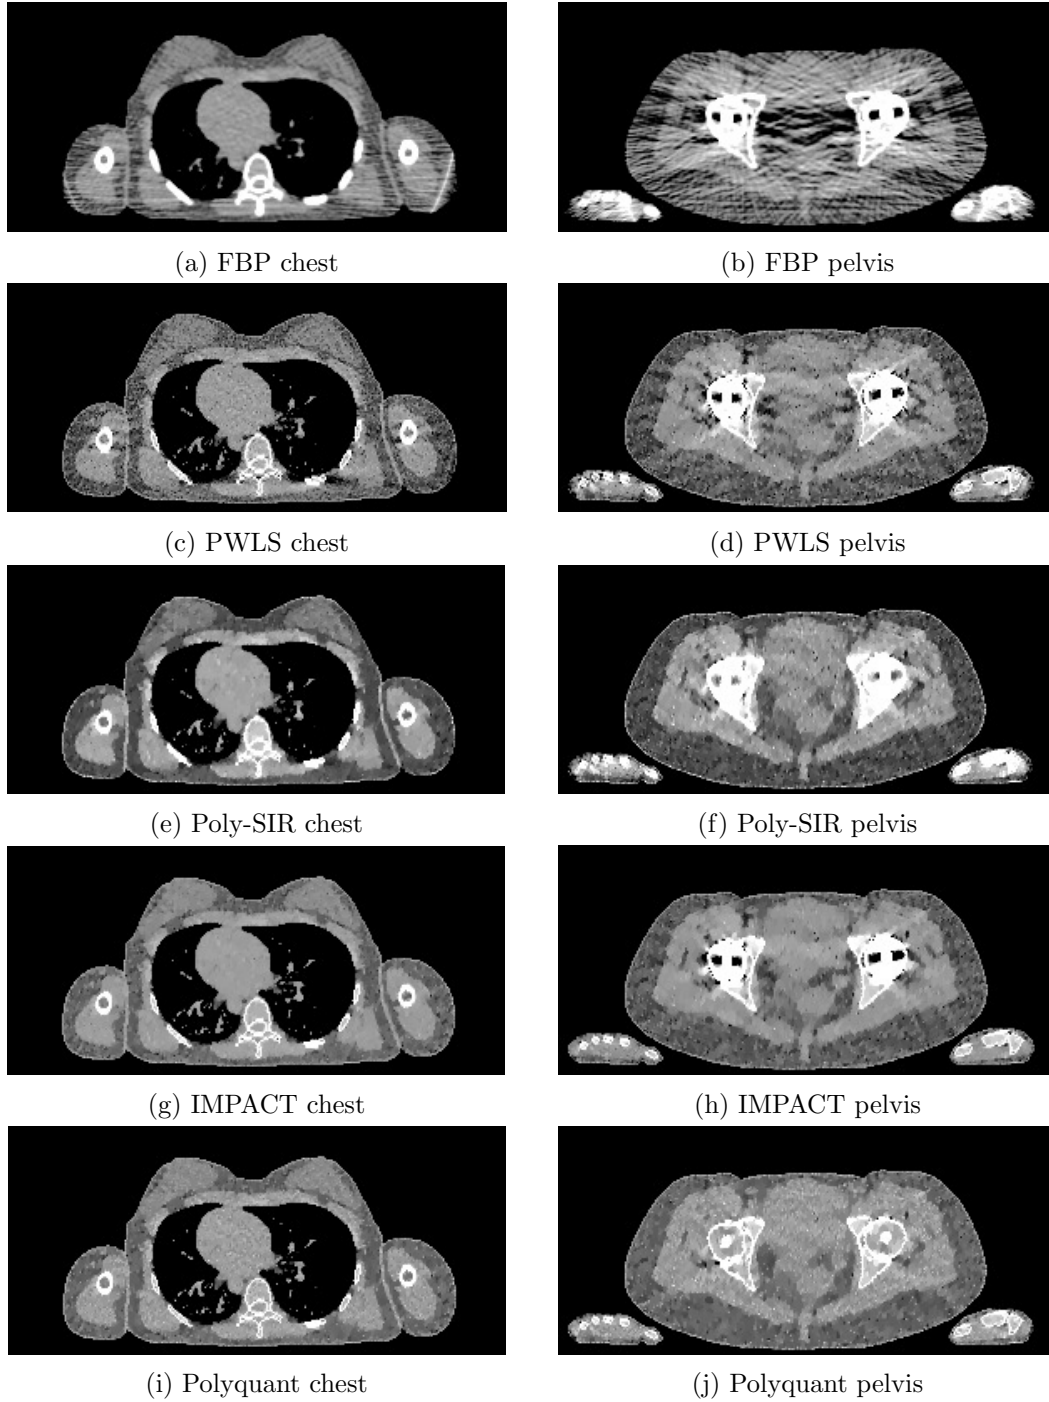 (a) FBP chest
(b) FBP pelvis
(c) PWLS chest
(d) PWLS pelvis
(e) Poly-SIR chest
(f) Poly-SIR pelvis
(g) IMPACT chest
(h) IMPACT pelvis
(i) Polyquant chest
(j) Polyquant pelvis